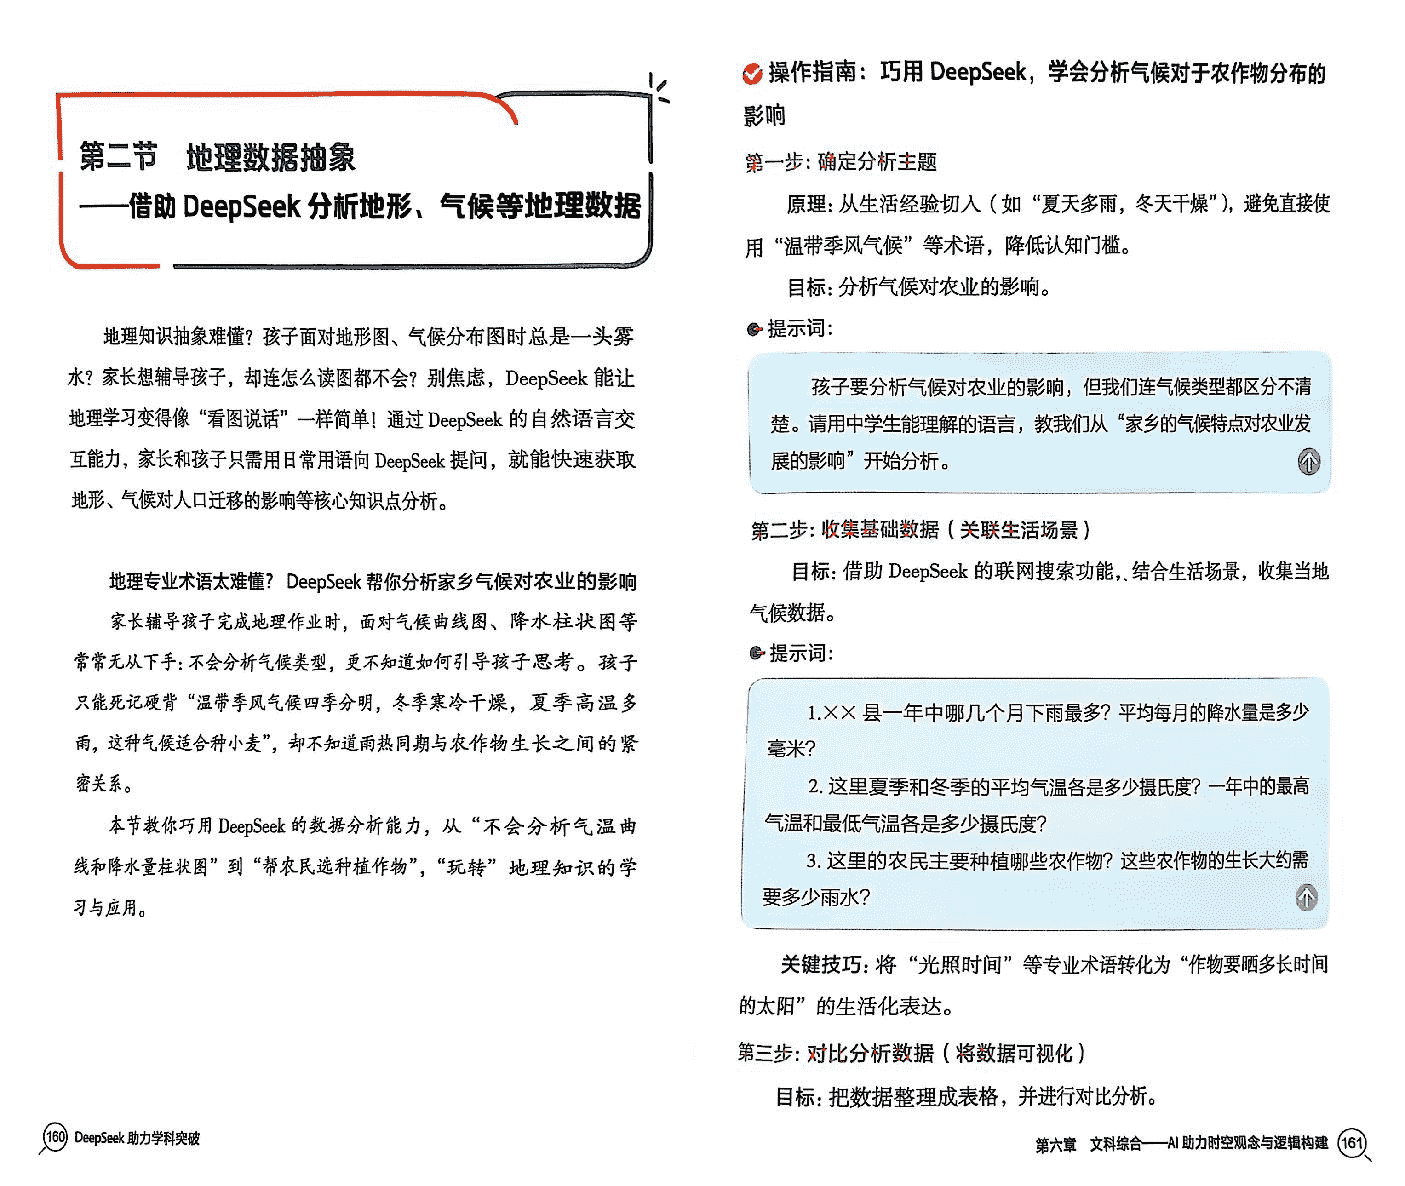 第二节 地理数据抽象
——借助 DeepSeek 分析地形、气候等地理数据
地理知识抽象难懂？孩子面对地形图、气候分布图时总是一头雾
水？家长想辅导孩子，却连怎么读图都不会？别焦虑，DeepSeek 能让
地理学习变得像“看图说话”一样简单！通过 DeepSeek 的自然语言交
互能力，家长和孩子只需用日常用语向 DeepSeek 提问，就能快速获取
地形、气候对人口迁移的影响等核心知识点分析。
地理专业术语太难懂？DeepSeek 帮你分析家乡气候对农业的影响
家长辅导孩子完成地理作业时，面对气候曲线图、降水柱状图等
常常无从下手：不会分析气候类型，更不知道如何引导孩子思考。孩子
只能死记硬背“温带季风气候四季分明，冬季寒冷干燥，夏季高温多
雨，这种气候适合种小麦”，却不知道雨热同期与农作物生长之间的紧
密关系。
本节教你巧用 DeepSeek 的数据分析能力，从“不会分析气温曲
线和降水量柱状图”到“帮农民选种植作物”，“玩转”地理知识的学
习与应用。
160 DeepSeek 助力学科突破
操作指南：巧用 DeepSeek，学会分析气候对于农作物分布的
影响
第一步：确定分析主题
原理：从生活经验切入（如“夏天多雨，冬天干燥”），避免直接使
用“温带季风气候”等术语，降低认知门槛。
目标：分析气候对农业的影响。
提示词：
孩子要分析气候对农业的影响，但我们连气候类型都区分不清
楚。请用中学生能理解的语言，教我们从“家乡的气候特点对农业发
展的影响”开始分析。
第二步：收集基础数据（关联生活场景）
目标：借助 DeepSeek 的联网搜索功能，结合生活场景，收集当地
气候数据。
提示词：
1.×× 县一年中哪几个月下雨最多？平均每月的降水量是多少
毫米？
2. 这里夏季和冬季的平均气温各是多少摄氏度？一年中的最高
气温和最低气温各是多少摄氏度？
3. 这里的农民主要种植哪些农作物？这些农作物的生长大约需
要多少雨水？
关键技巧：将“光照时间”等专业术语转化为“作物要晒多长时间
的太阳”的生活化表达。
第三步：对比分析数据（将数据可视化）
目标：把数据整理成表格，并进行对比分析。
第六章 文科综合——AI 助力时空观念与逻辑构建 161